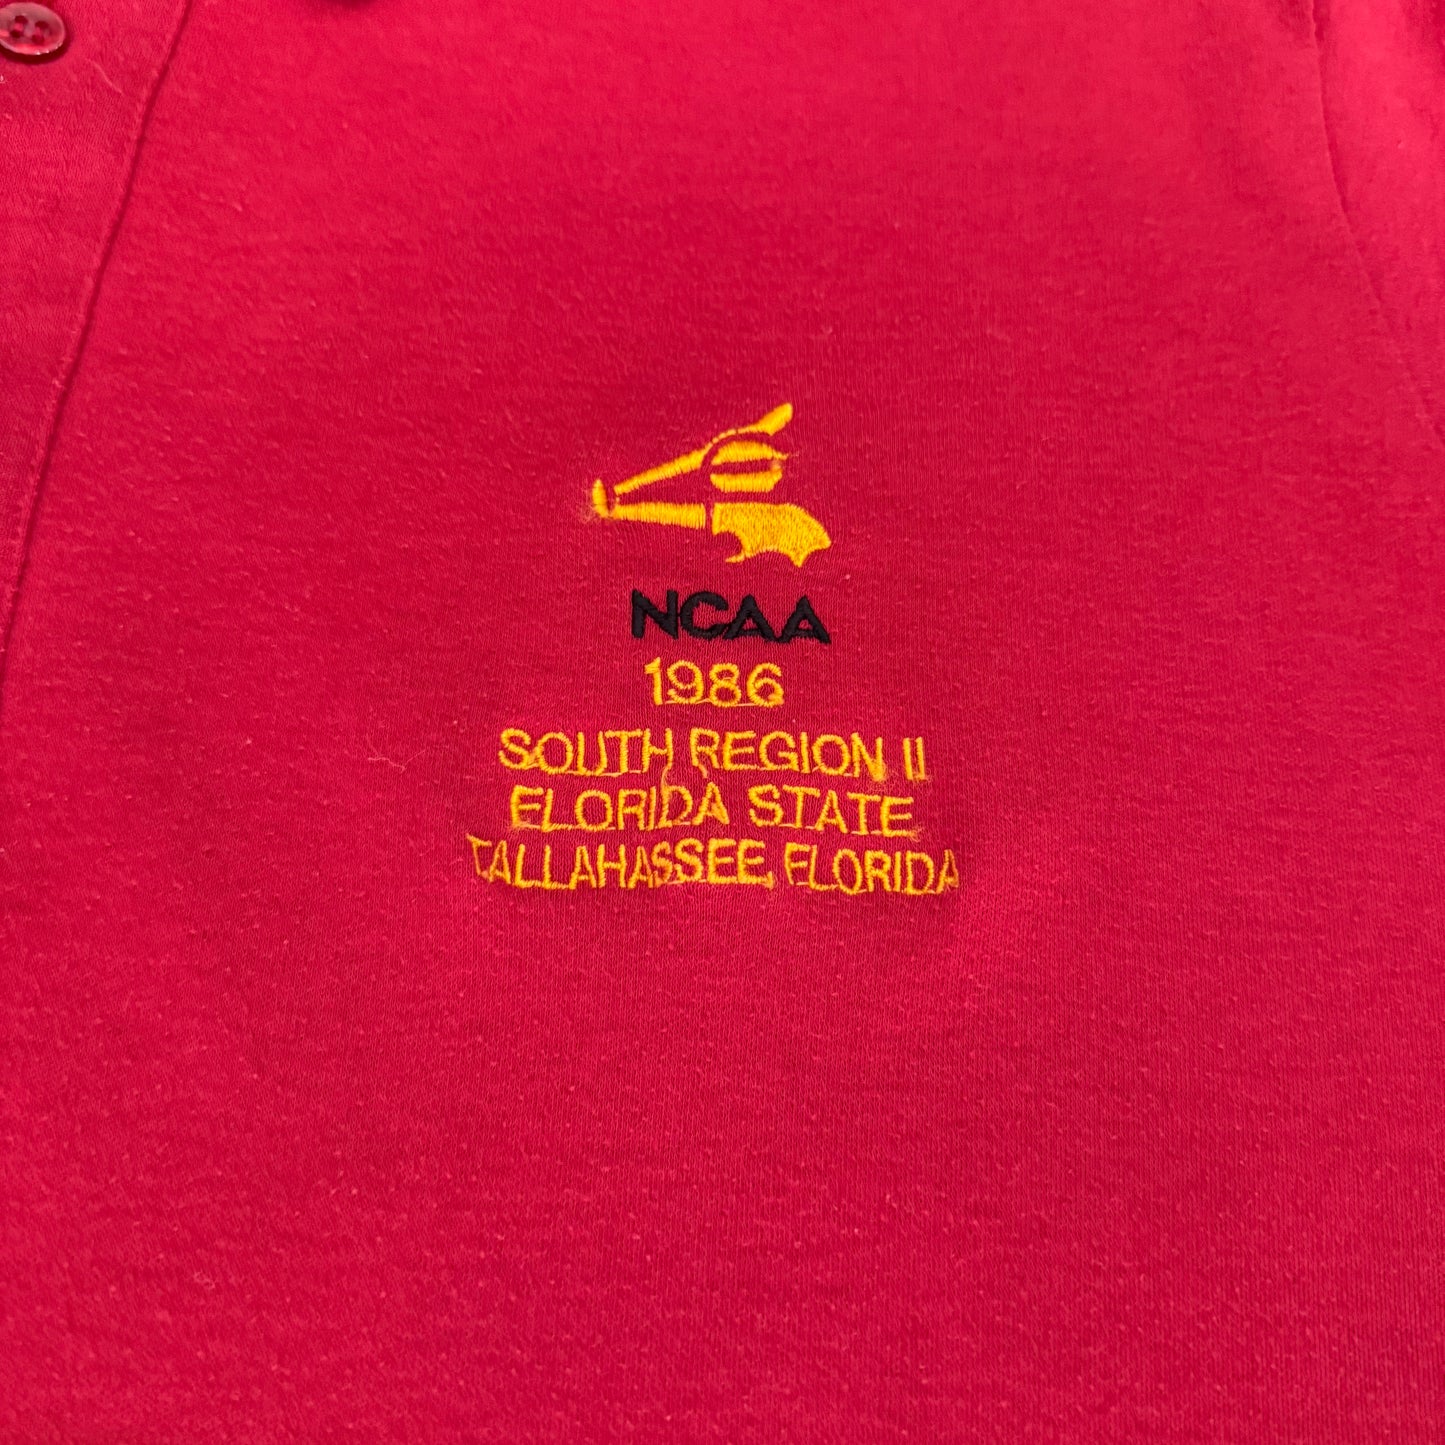 NCAA
1986
SOUTH REGION II
FLORIDA STATE
TALLAHASSEE, FLORIDA